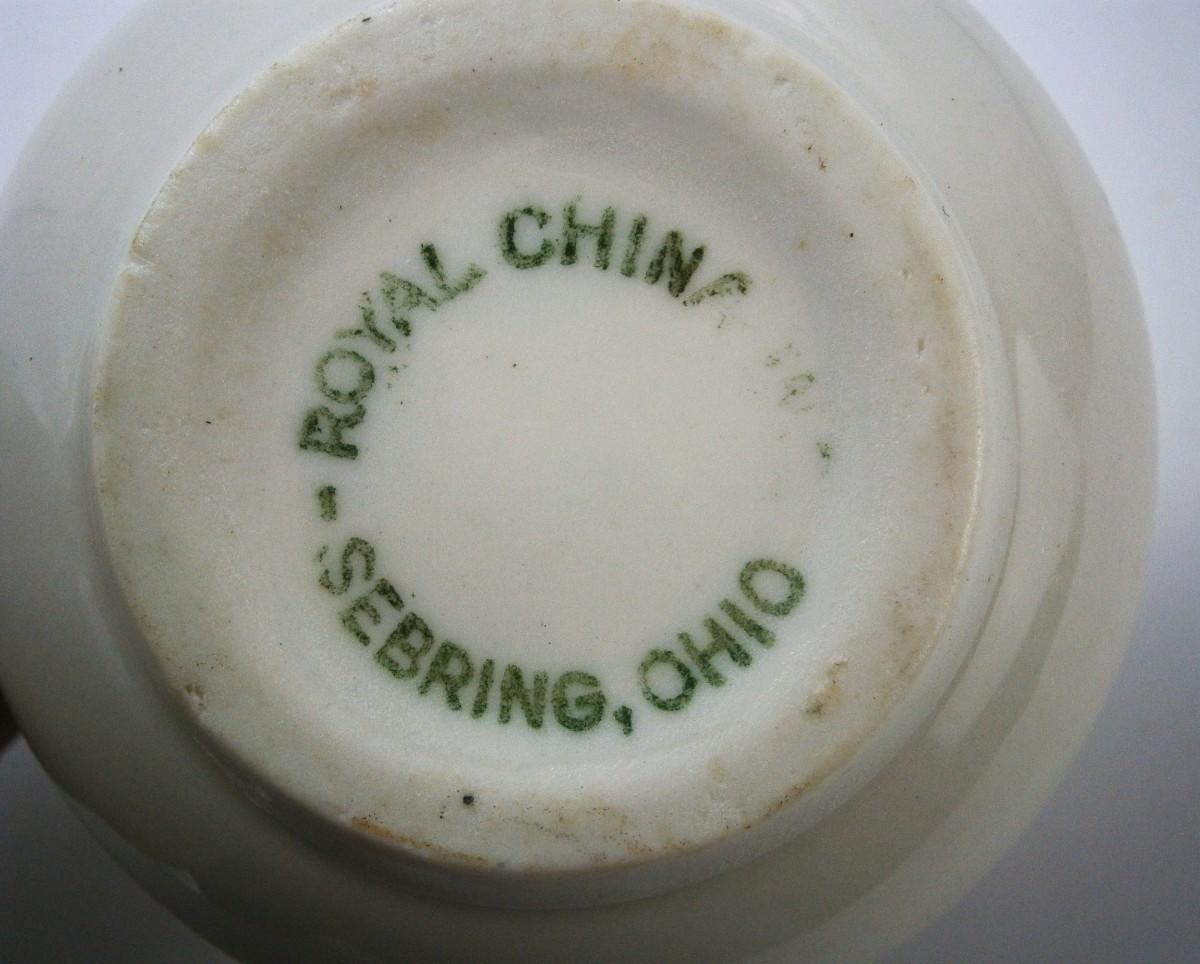 ROYAL CHINA
- SEBRING, OHIO